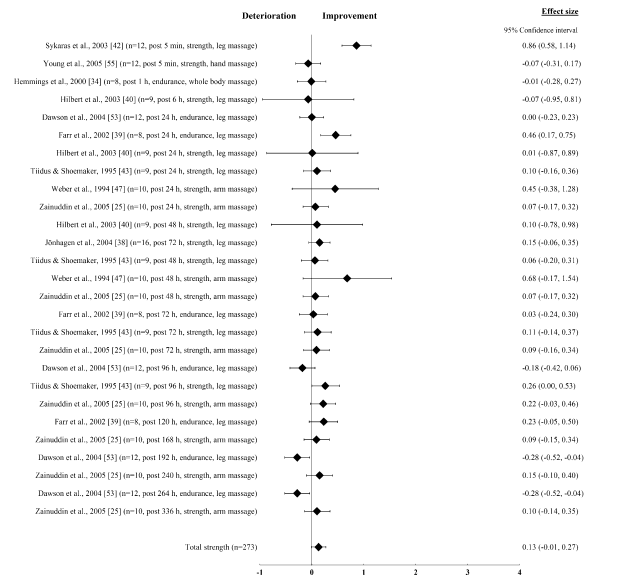 Deterioration Improvement Effect size
95% Confidence interval
Sykaras et al., 2003 [42] (n=12, post 5 min, strength, leg massage) 0.86 (0.58, 1.14)
Young et al., 2005 [55] (n=12, post 5 min, strength, hand massage) -0.07 (-0.31, 0.17)
Hemmings et al., 2000 [34] (n=8, post 1 h, endurance, whole body massage) -0.01 (-0.28, 0.27)
Hilbert et al., 2003 [40] (n=9, post 6 h, strength, leg massage) -0.07 (-0.95, 0.81)
Dawson et al., 2004 [53] (n=12, post 24 h, endurance, leg massage) 0.00 (-0.23, 0.23)
Farr et al., 2002 [39] (n=8, post 24 h, endurance, leg massage) 0.46 (0.17, 0.75)
Hilbert et al., 2003 [40] (n=9, post 24 h, strength, leg massage) 0.01 (-0.87, 0.89)
Tiidus & Shoemaker, 1995 [43] (n=9, post 24 h, strength, leg massage) 0.10 (-0.16, 0.36)
Weber et al., 1994 [47] (n=10, post 24 h, strength, arm massage) 0.45 (-0.38, 1.28)
Zainuddin et al., 2005 [25] (n=10, post 24 h, strength, arm massage) 0.07 (-0.17, 0.32)
Hilbert et al., 2003 [40] (n=9, post 48 h, strength, leg massage) 0.10 (-0.78, 0.98)
Jönhagen et al., 2004 [38] (n=16, post 72 h, strength, leg massage) 0.15 (-0.06, 0.35)
Tiidus & Shoemaker, 1995 [43] (n=9, post 48 h, strength, leg massage) 0.06 (-0.20, 0.31)
Weber et al., 1994 [47] (n=10, post 48 h, strength, arm massage) 0.68 (-0.17, 1.54)
Zainuddin et al., 2005 [25] (n=10, post 48 h, strength, arm massage) 0.07 (-0.17, 0.32)
Farr et al., 2002 [39] (n=8, post 72 h, endurance, leg massage) 0.03 (-0.24, 0.30)
Tiidus & Shoemaker, 1995 [43] (n=9, post 72 h, strength, leg massage) 0.11 (-0.14, 0.37)
Zainuddin et al., 2005 [25] (n=10, post 72 h, strength, arm massage) 0.09 (-0.16, 0.34)
Dawson et al., 2004 [53] (n=12, post 96 h, endurance, leg massage) -0.18 (-0.42, 0.06)
Tiidus & Shoemaker, 1995 [43] (n=9, post 96 h, strength, leg massage) 0.26 (0.00, 0.53)
Zainuddin et al., 2005 [25] (n=10, post 96 h, strength, arm massage) 0.22 (-0.03, 0.46)
Farr et al., 2002 [39] (n=8, post 120 h, endurance, leg massage) 0.23 (-0.05, 0.50)
Zainuddin et al., 2005 [25] (n=10, post 168 h, strength, arm massage) 0.09 (-0.15, 0.34)
Dawson et al., 2004 [53] (n=12, post 192 h, endurance, leg massage) -0.28 (-0.52, -0.04)
Zainuddin et al., 2005 [25] (n=10, post 240 h, strength, arm massage) 0.15 (-0.10, 0.40)
Dawson et al., 2004 [53] (n=12, post 264 h, endurance, leg massage) -0.28 (-0.52, -0.04)
Zainuddin et al., 2005 [25] (n=10, post 336 h, strength, arm massage) 0.10 (-0.14, 0.35)
Total strength (n=273) 0.13 (-0.01, 0.27)
-1 0 1 2 3 4